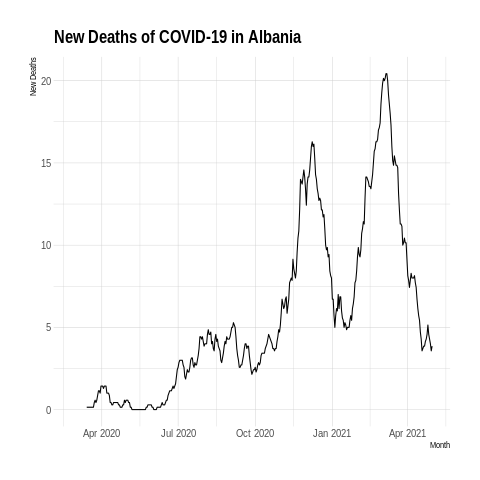 New Deaths of COVID-19 in Albania
New Deaths
20
15
10
5
0
Apr 2020 Jul 2020 Oct 2020 Jan 2021 Apr 2021
Month